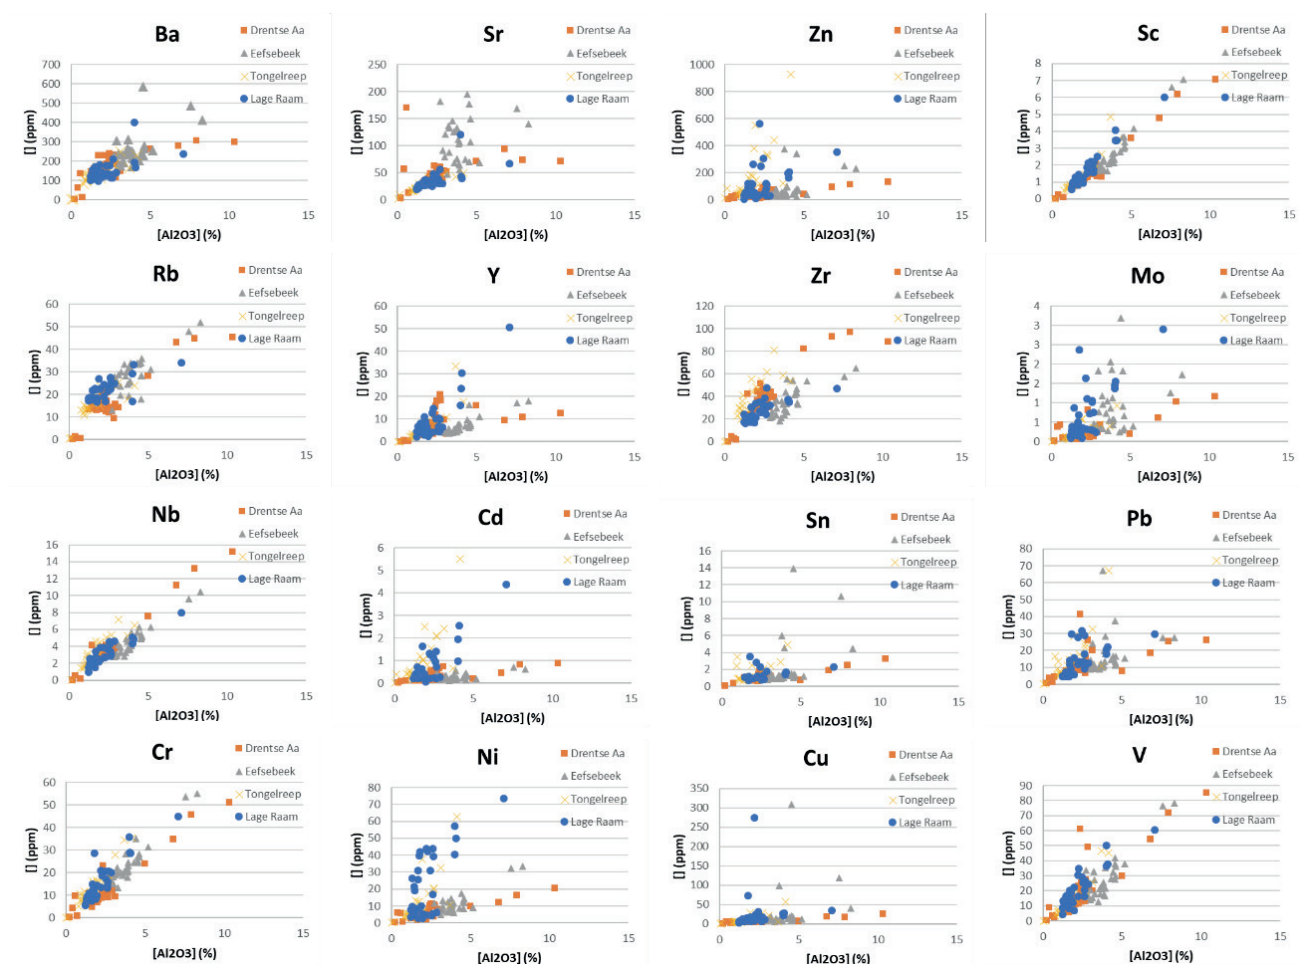 Ba
Drentse Aa
Eefsebeek
Tongelreep
Lage Raam
700
600
500
400
300
200
100
0
[] (ppm)
0 5 10 15
[Al2O3] (%)
Sr
Drentse Aa
Eefsebeek
Tongelreep
Lage Raam
250
200
150
100
50
0
[] (ppm)
0 5 10 15
[Al2O3] (%)
Zn
Drentse Aa
Eefsebeek
Tongelreep
Lage Raam
1000
800
600
400
200
0
[] (ppm)
0 5 10 15
[Al2O3] (%)
Sc
Drentse Aa
Eefsebeek
Tongelreep
Lage Raam
8
7
6
5
4
3
2
1
0
[] (ppm)
0 5 10 15
[Al2O3] (%)
Rb
Drentse Aa
Eefsebeek
Tongelreep
Lage Raam
60
50
40
30
20
10
0
[] (ppm)
0 5 10 15
[Al2O3] (%)
Y
Drentse Aa
Eefsebeek
Tongelreep
Lage Raam
60
50
40
30
20
10
0
[] (ppm)
0 5 10 15
[Al2O3] (%)
Zr
Drentse Aa
Eefsebeek
Tongelreep
Lage Raam
120
100
80
60
40
20
0
[] (ppm)
0 5 10 15
[Al2O3] (%)
Mo
Drentse Aa
Eefsebeek
Tongelreep
Lage Raam
4
3
3
2
2
1
1
0
[] (ppm)
0 5 10 15
[Al2O3] (%)
Nb
Drentse Aa
Eefsebeek
Tongelreep
Lage Raam
16
14
12
10
8
6
4
2
0
[] (ppm)
0 5 10 15
[Al2O3] (%)
Cd
Drentse Aa
Eefsebeek
Tongelreep
Lage Raam
6
5
4
3
2
1
0
[] (ppm)
0 5 10 15
[Al2O3] (%)
Sn
Drentse Aa
Eefsebeek
Tongelreep
Lage Raam
16
14
12
10
8
6
4
2
0
[] (ppm)
0 5 10 15
[Al2O3] (%)
Pb
Drentse Aa
Eefsebeek
Tongelreep
Lage Raam
80
70
60
50
40
30
20
10
0
[] (ppm)
0 5 10 15
[Al2O3] (%)
Cr
Drentse Aa
Eefsebeek
Tongelreep
Lage Raam
60
50
40
30
20
10
0
[] (ppm)
0 5 10 15
[Al2O3] (%)
Ni
Drentse Aa
Eefsebeek
Tongelreep
Lage Raam
80
70
60
50
40
30
20
10
0
[] (ppm)
0 5 10 15
[Al2O3] (%)
Cu
Drentse Aa
Eefsebeek
Tongelreep
Lage Raam
350
300
250
200
150
100
50
0
[] (ppm)
0 5 10 15
[Al2O3] (%)
V
Drentse Aa
Eefsebeek
Tongelreep
Lage Raam
90
80
70
60
50
40
30
20
10
0
[] (ppm)
0 5 10 15
[Al2O3] (%)